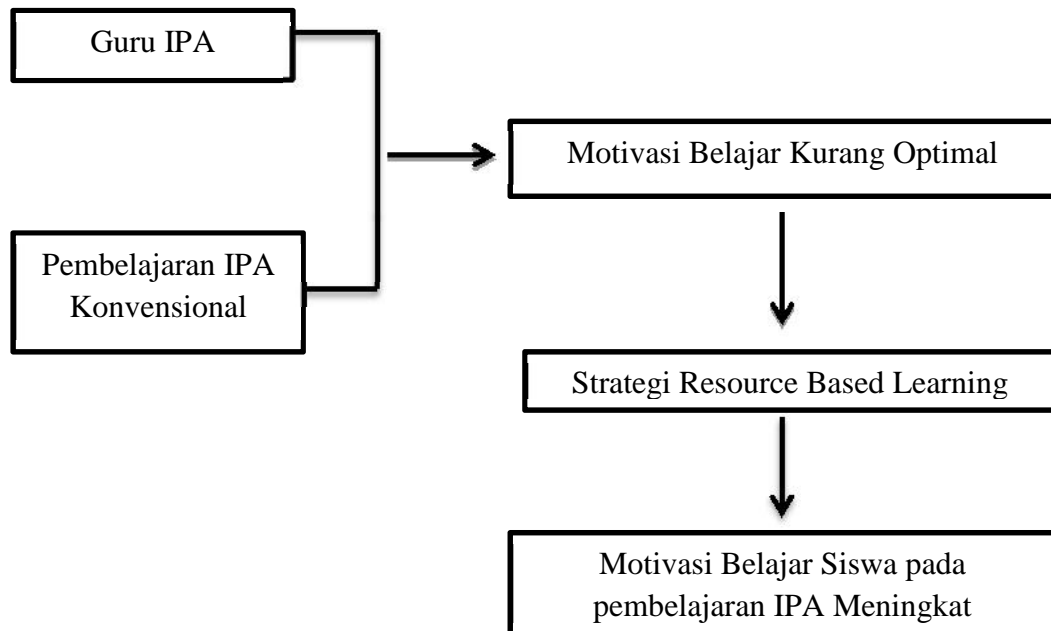 Guru IPA
Motivasi Belajar Kurang Optimal
Pembelajaran IPA
Konvensional
Strategi Resource Based Learning
Motivasi Belajar Siswa pada
pembelajaran IPA Meningkat